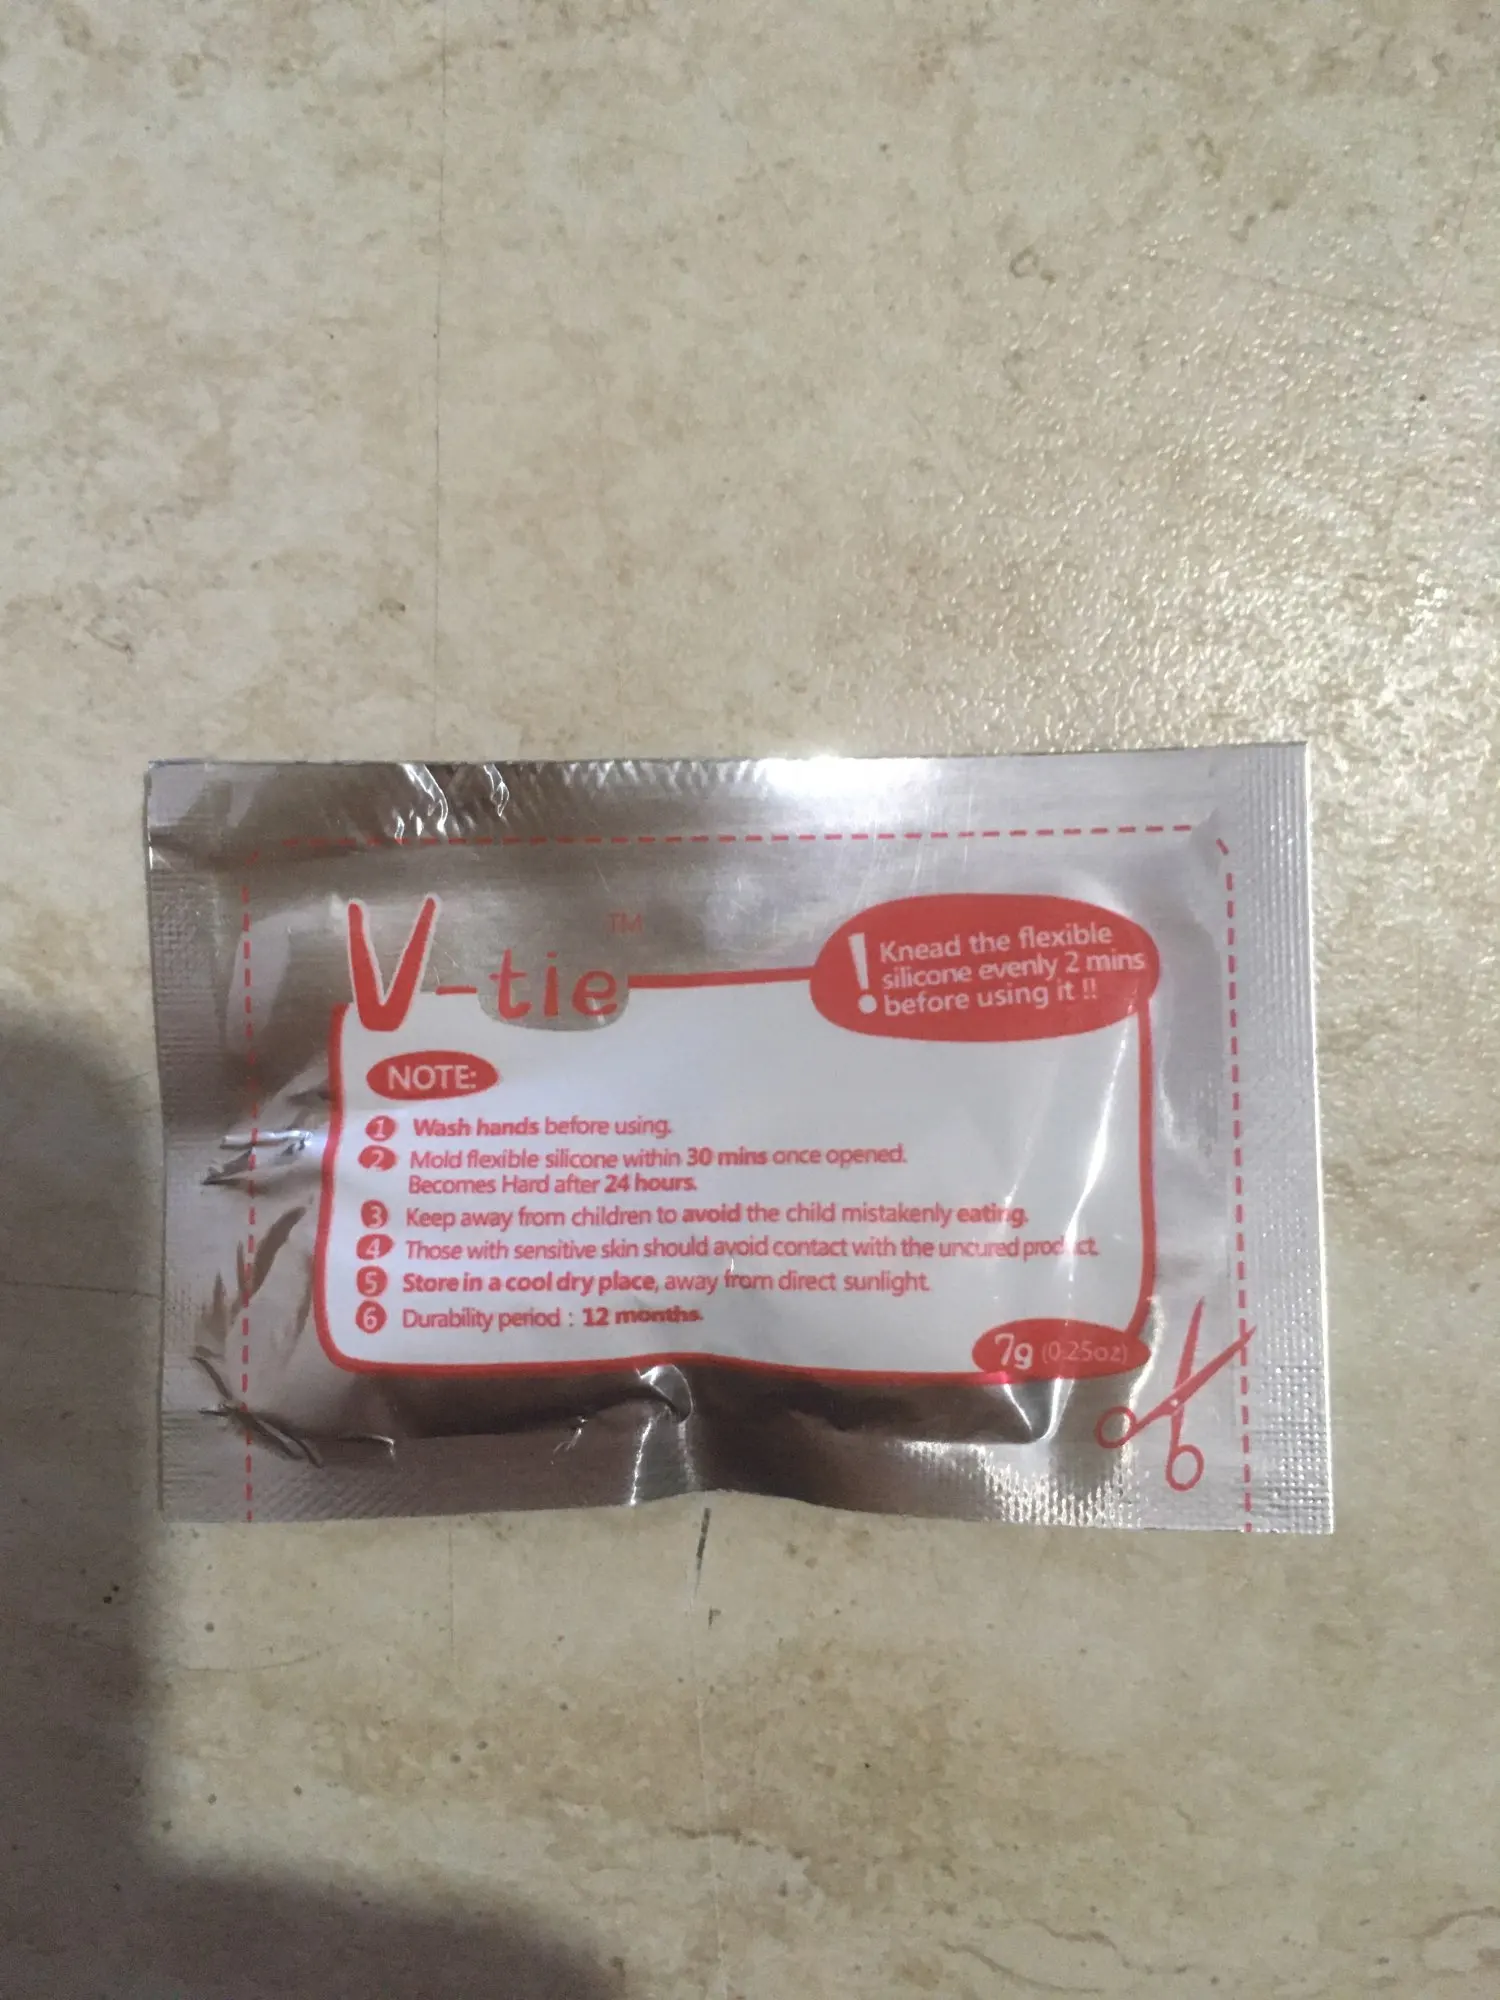 V-tie™
! Knead the flexible
silicone evenly 2 mins
before using it !!
NOTE:
1 Wash hands before using.
2 Mold flexible silicone within 30 mins once opened.
Becomes Hard after 24 hours.
3 Keep away from children to avoid the child mistakenly eating.
4 Those with sensitive skin should avoid contact with the uncured product.
5 Store in a cool dry place, away from direct sunlight.
6 Durability period : 12 months.
7g (0.25oz)